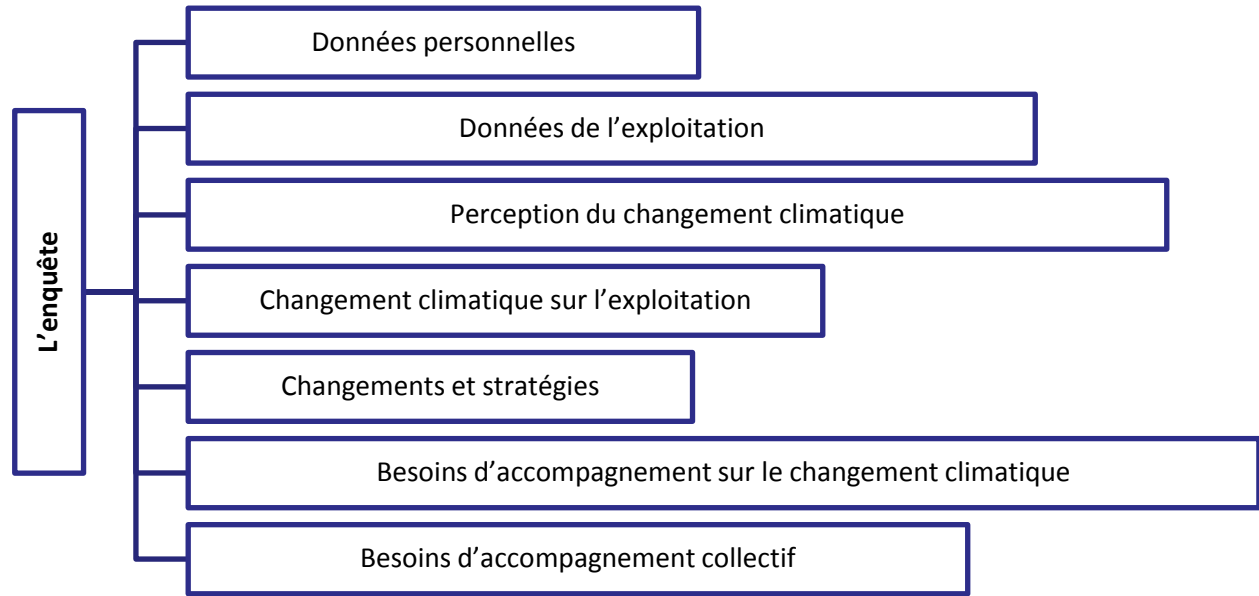 L’enquête
Données personnelles
Données de l’exploitation
Perception du changement climatique
Changement climatique sur l’exploitation
Changements et stratégies
Besoins d’accompagnement sur le changement climatique
Besoins d’accompagnement collectif